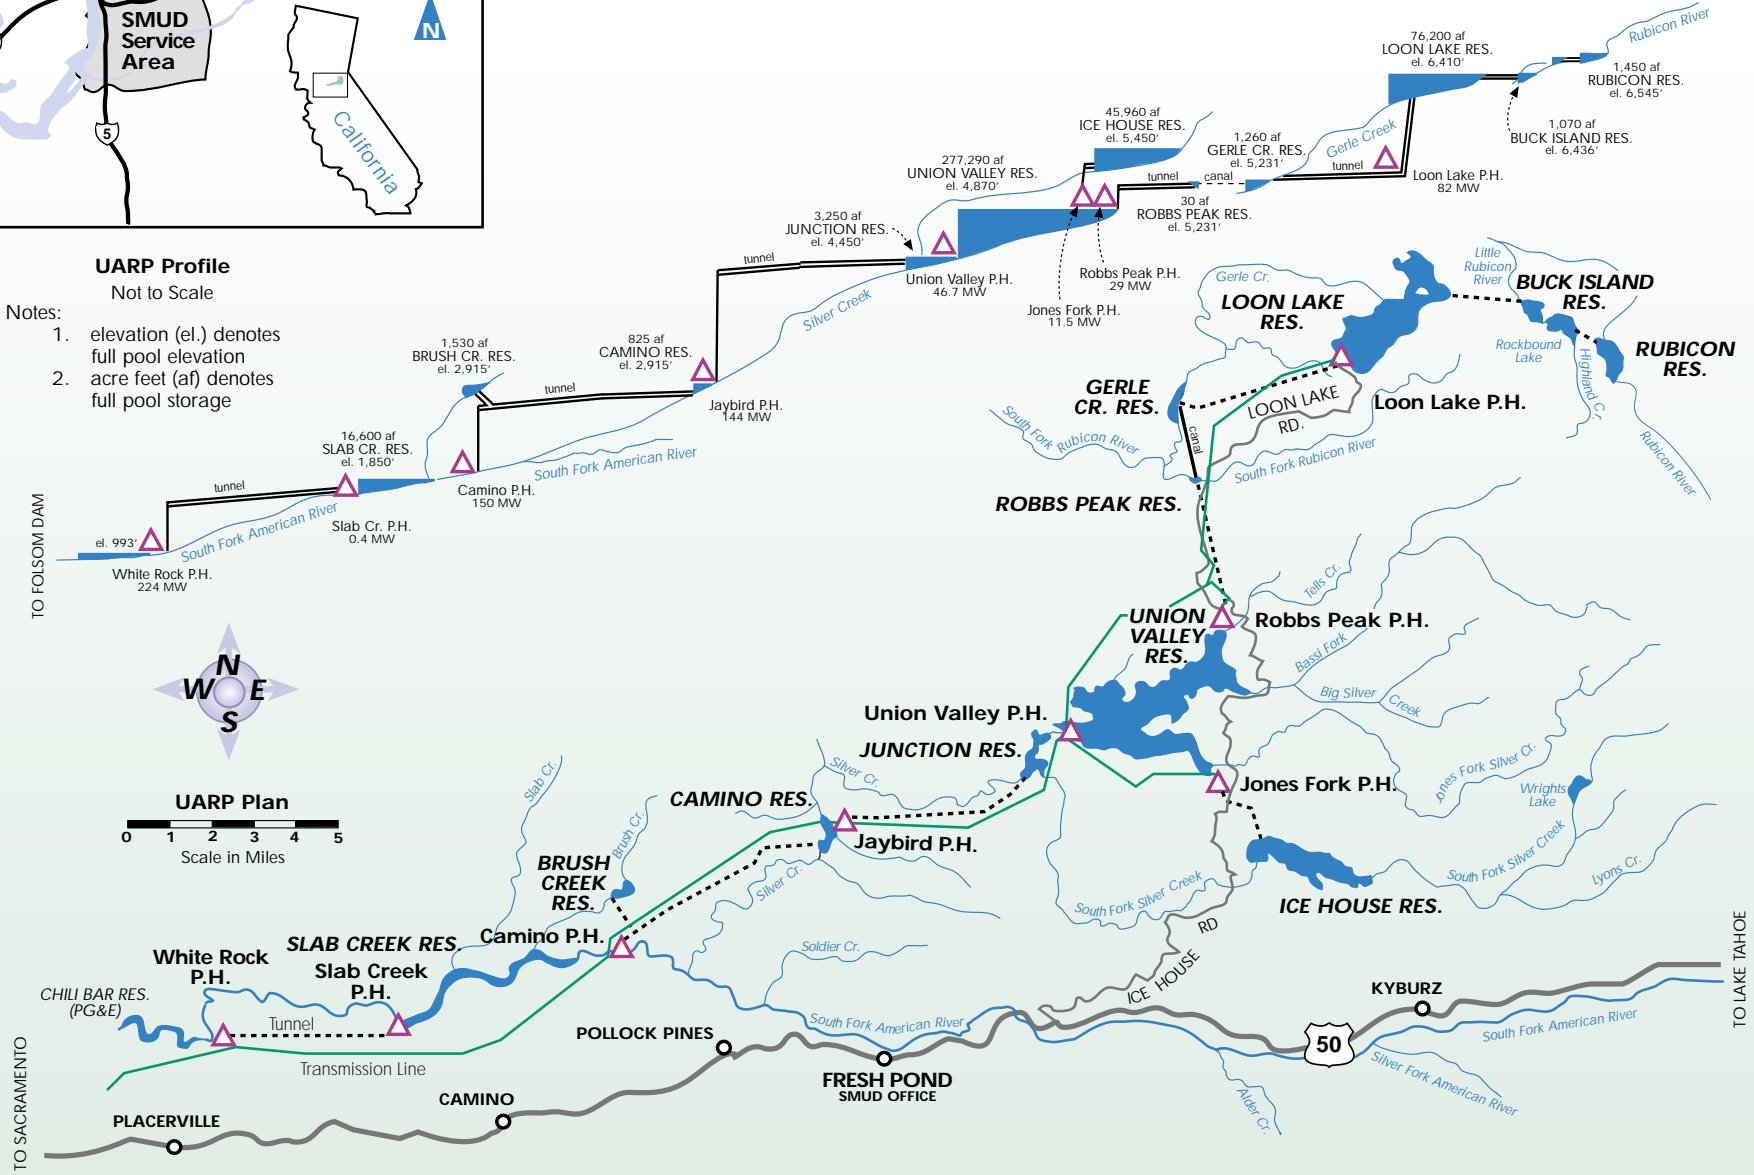 SMUD
Service
Area
5
California
N
UARP Profile
Not to Scale
Notes:
1. elevation (el.) denotes
full pool elevation
2. acre feet (af) denotes
full pool storage
Rubicon River
1,450 af
RUBICON RES.
el. 6,545'
76,200 af
LOON LAKE RES.
el. 6,410'
1,070 af
BUCK ISLAND RES.
el. 6,436'
Gerle Creek
tunnel
Loon Lake P.H.
82 MW
1,260 af
GERLE CR. RES.
el. 5,231'
canal
tunnel
30 af
ROBBS PEAK RES.
el. 5,231'
45,960 af
ICE HOUSE RES.
el. 5,450'
277,290 af
UNION VALLEY RES.
el. 4,870'
Robbs Peak P.H.
29 MW
Jones Fork P.H.
11.5 MW
3,250 af
JUNCTION RES.
el. 4,450'
Union Valley P.H.
46.7 MW
tunnel
Silver Creek
825 af
CAMINO RES.
el. 2,915'
Jaybird P.H.
144 MW
1,530 af
BRUSH CR. RES.
el. 2,915'
tunnel
South Fork American River
Camino P.H.
150 MW
16,600 af
SLAB CR. RES.
el. 1,850'
tunnel
Slab Cr. P.H.
0.4 MW
South Fork American River
el. 993'
White Rock P.H.
224 MW
TO FOLSOM DAM
N
W
E
S
UARP Plan
0 1 2 3 4 5
Scale in Miles
Gerle Cr.
LOON LAKE
RES.
Little
Rubicon
River
BUCK ISLAND
RES.
Rockbound
Lake
Highland Cr.
RUBICON
RES.
Rubicon River
GERLE
CR. RES.
LOON LAKE
RD.
Loon Lake P.H.
South Fork Rubicon River
canal
South Fork Rubicon River
ROBBS PEAK RES.
Tells Cr.
UNION
VALLEY
RES.
Robbs Peak P.H.
Bassi Fork
Big Silver
Creek
Union Valley P.H.
JUNCTION RES.
Jones Fork P.H.
Jones Fork Silver Cr.
Wrights
Lake
Silver Cr.
CAMINO RES.
Jaybird P.H.
Silver Cr.
Slab Cr.
Brush Cr.
BRUSH
CREEK
RES.
South Fork Silver Creek
South Fork Silver Creek
Lyons Cr.
ICE HOUSE RES.
ICE HOUSE
RD
Camino P.H.
SLAB CREEK RES.
Slab Creek
P.H.
White Rock
P.H.
CHILI BAR RES.
(PG&E)
Tunnel
Transmission Line
Soldier Cr.
South Fork American River
POLLOCK PINES
FRESH POND
SMUD OFFICE
CAMINO
PLACERVILLE
KYBURZ
50
South Fork American River
Silver Fork American River
Alder Cr.
TO SACRAMENTO
TO LAKE TAHOE